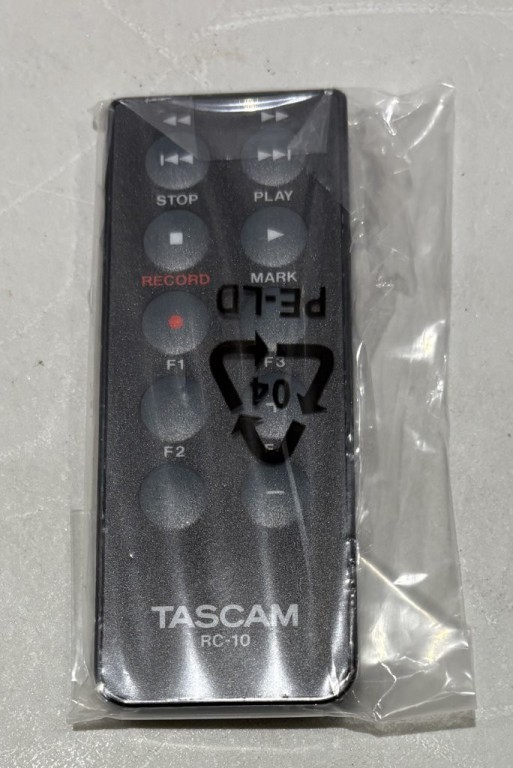 STOP PLAY
RECORD MARK
PE-LD
F1 F3
04
F2
TASCAM
RC-10